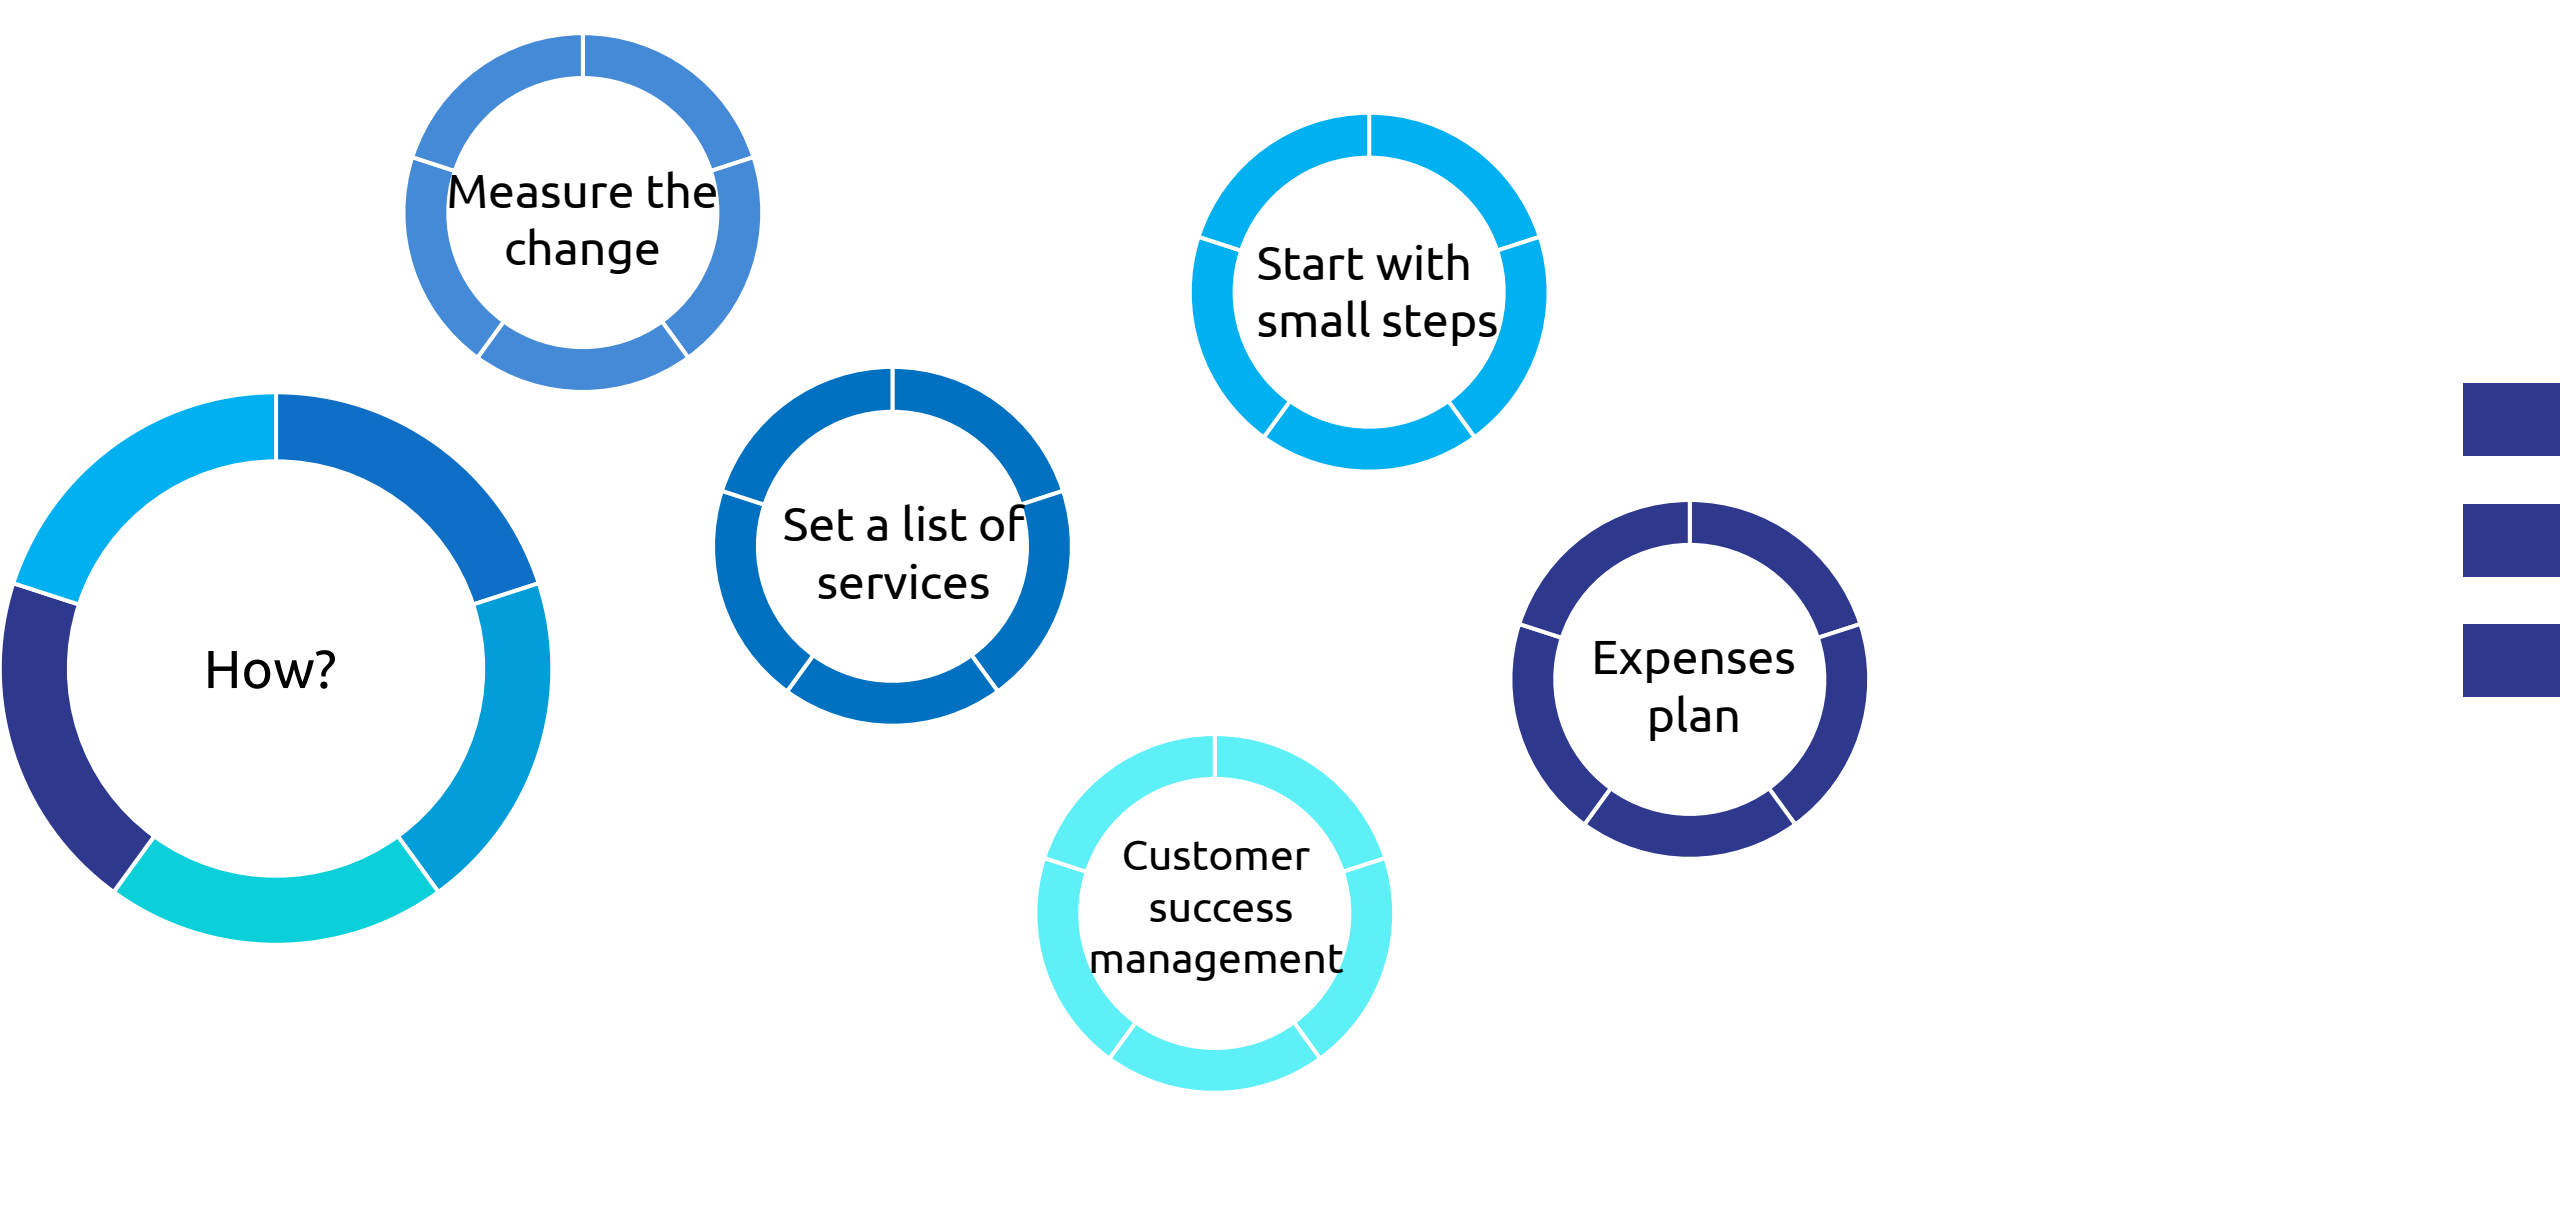 Measure the
change
Start with
small steps
Set a list of
services
How?
Expenses
plan
Customer
success
management